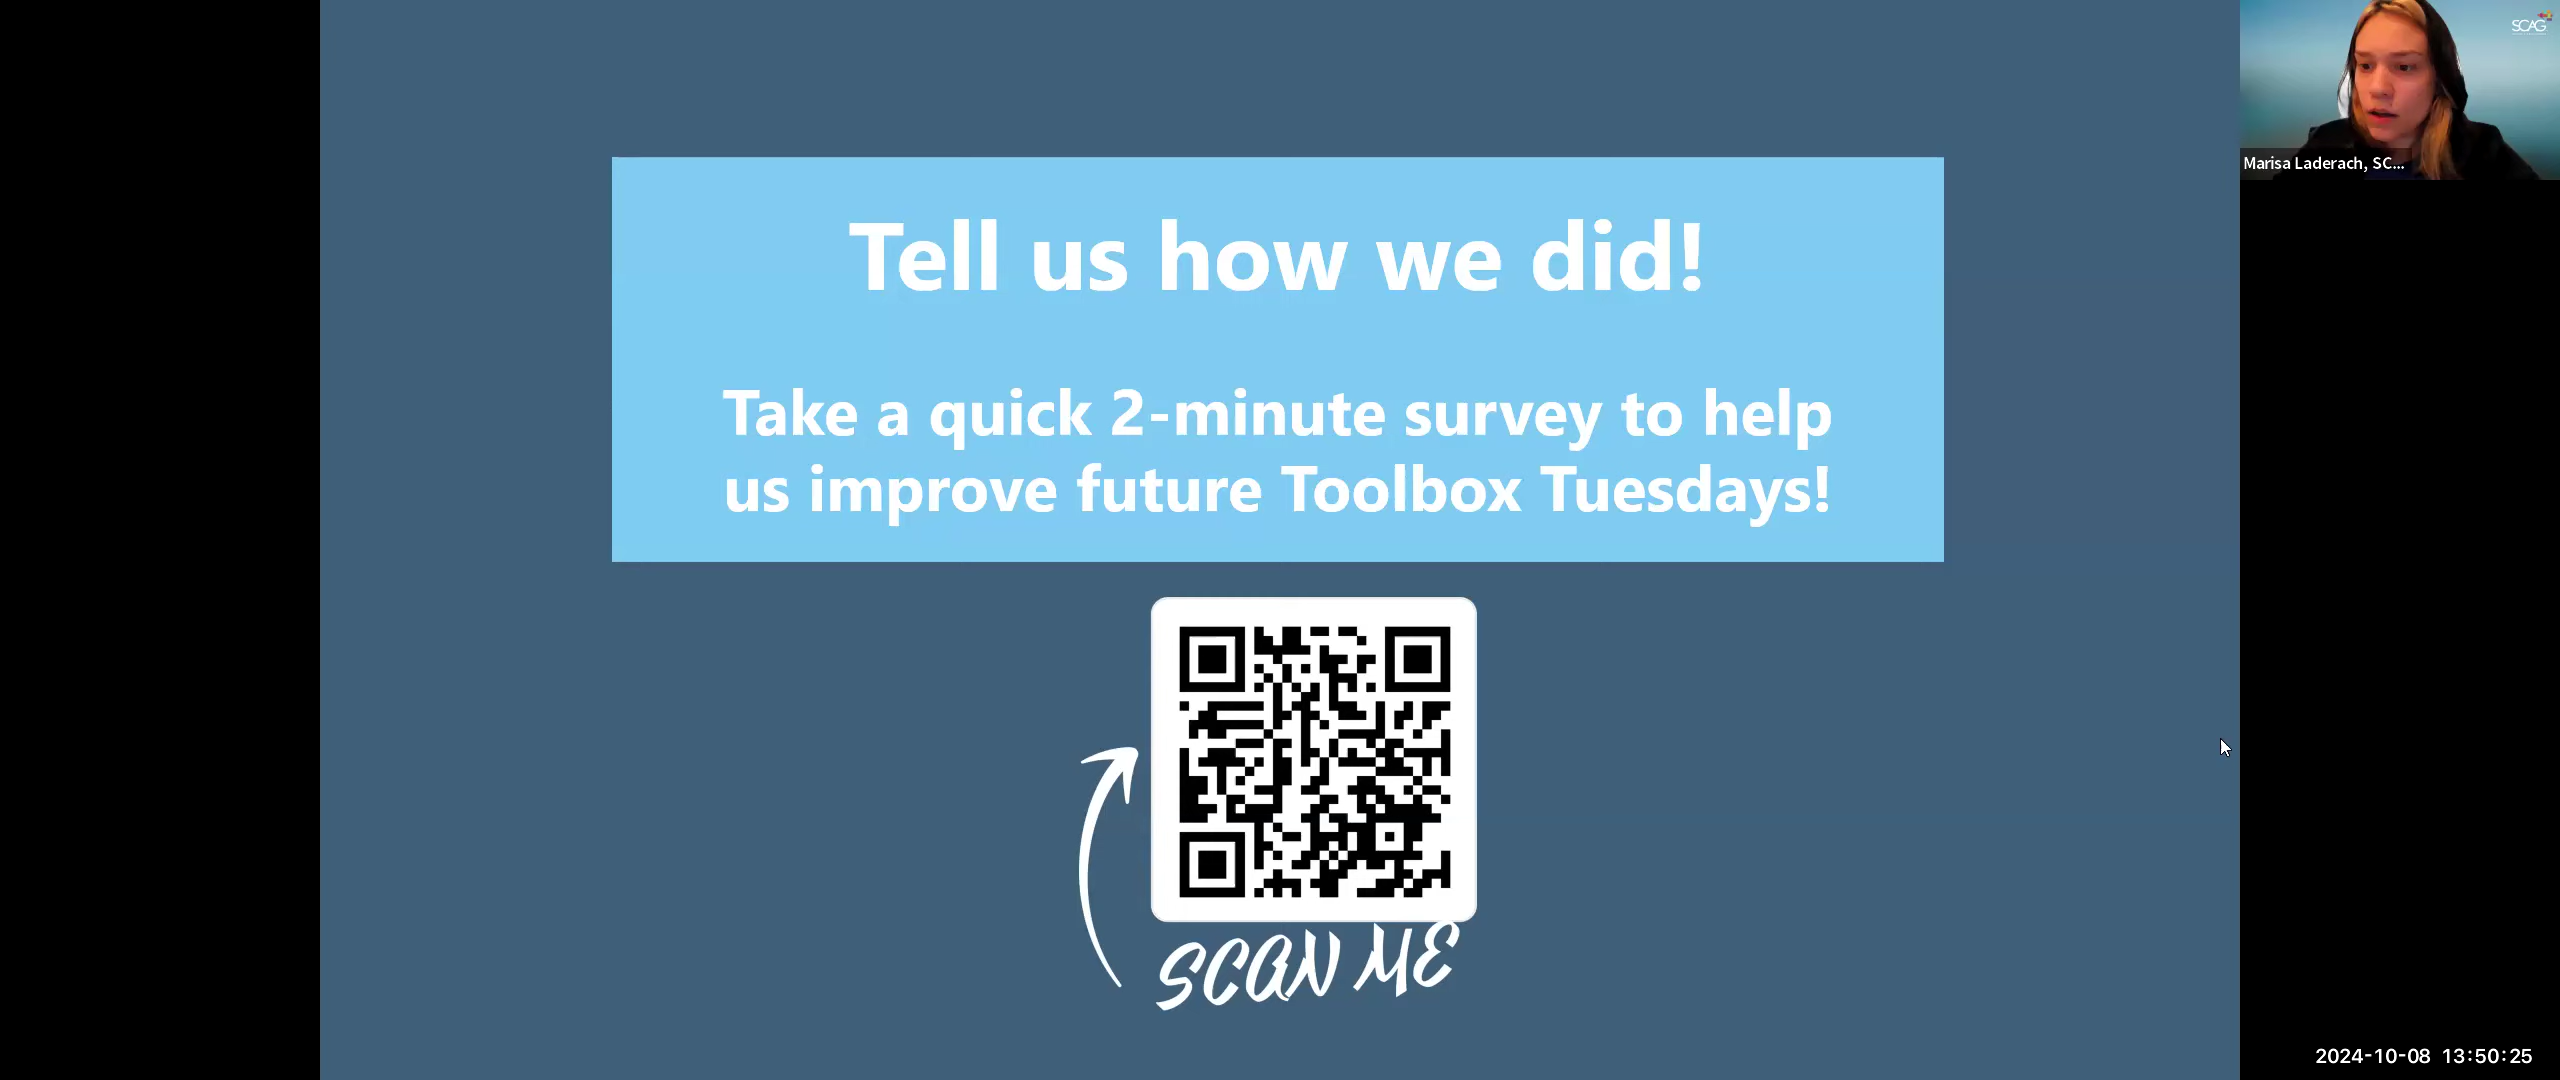 Tell us how we did!
Take a quick 2-minute survey to help
us improve future Toolbox Tuesdays!
SCAN ME
SCAG
Marisa Laderach, SC...
2024-10-08 13:50:25